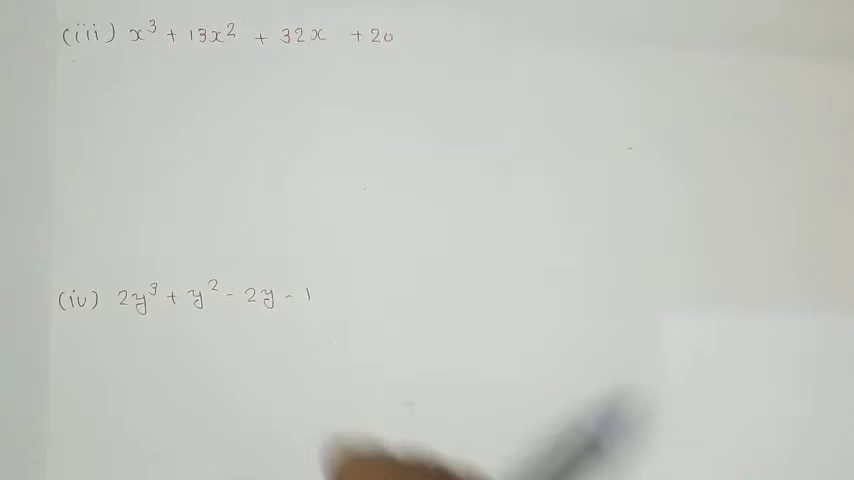 (iii) x³ + 13x² + 32x + 20
(iv) 2y³ + y² - 2y - 1